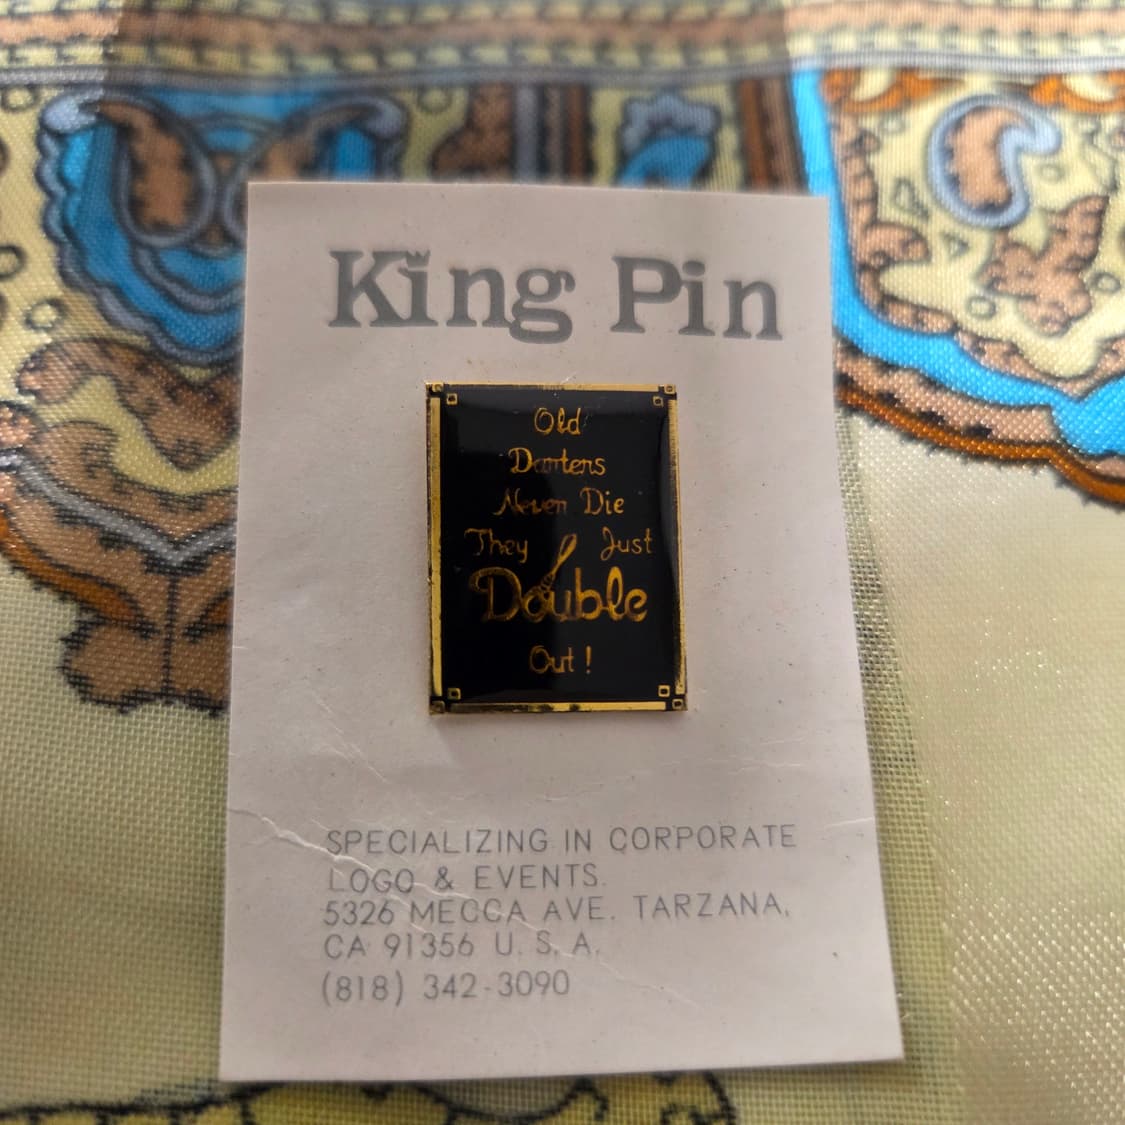 King Pin
Old
Darters
Never Die
They Just
Double
Out!
SPECIALIZING IN CORPORATE
LOGO & EVENTS.
5326 MECCA AVE. TARZANA,
CA 91356 U. S. A.
(818) 342-3090